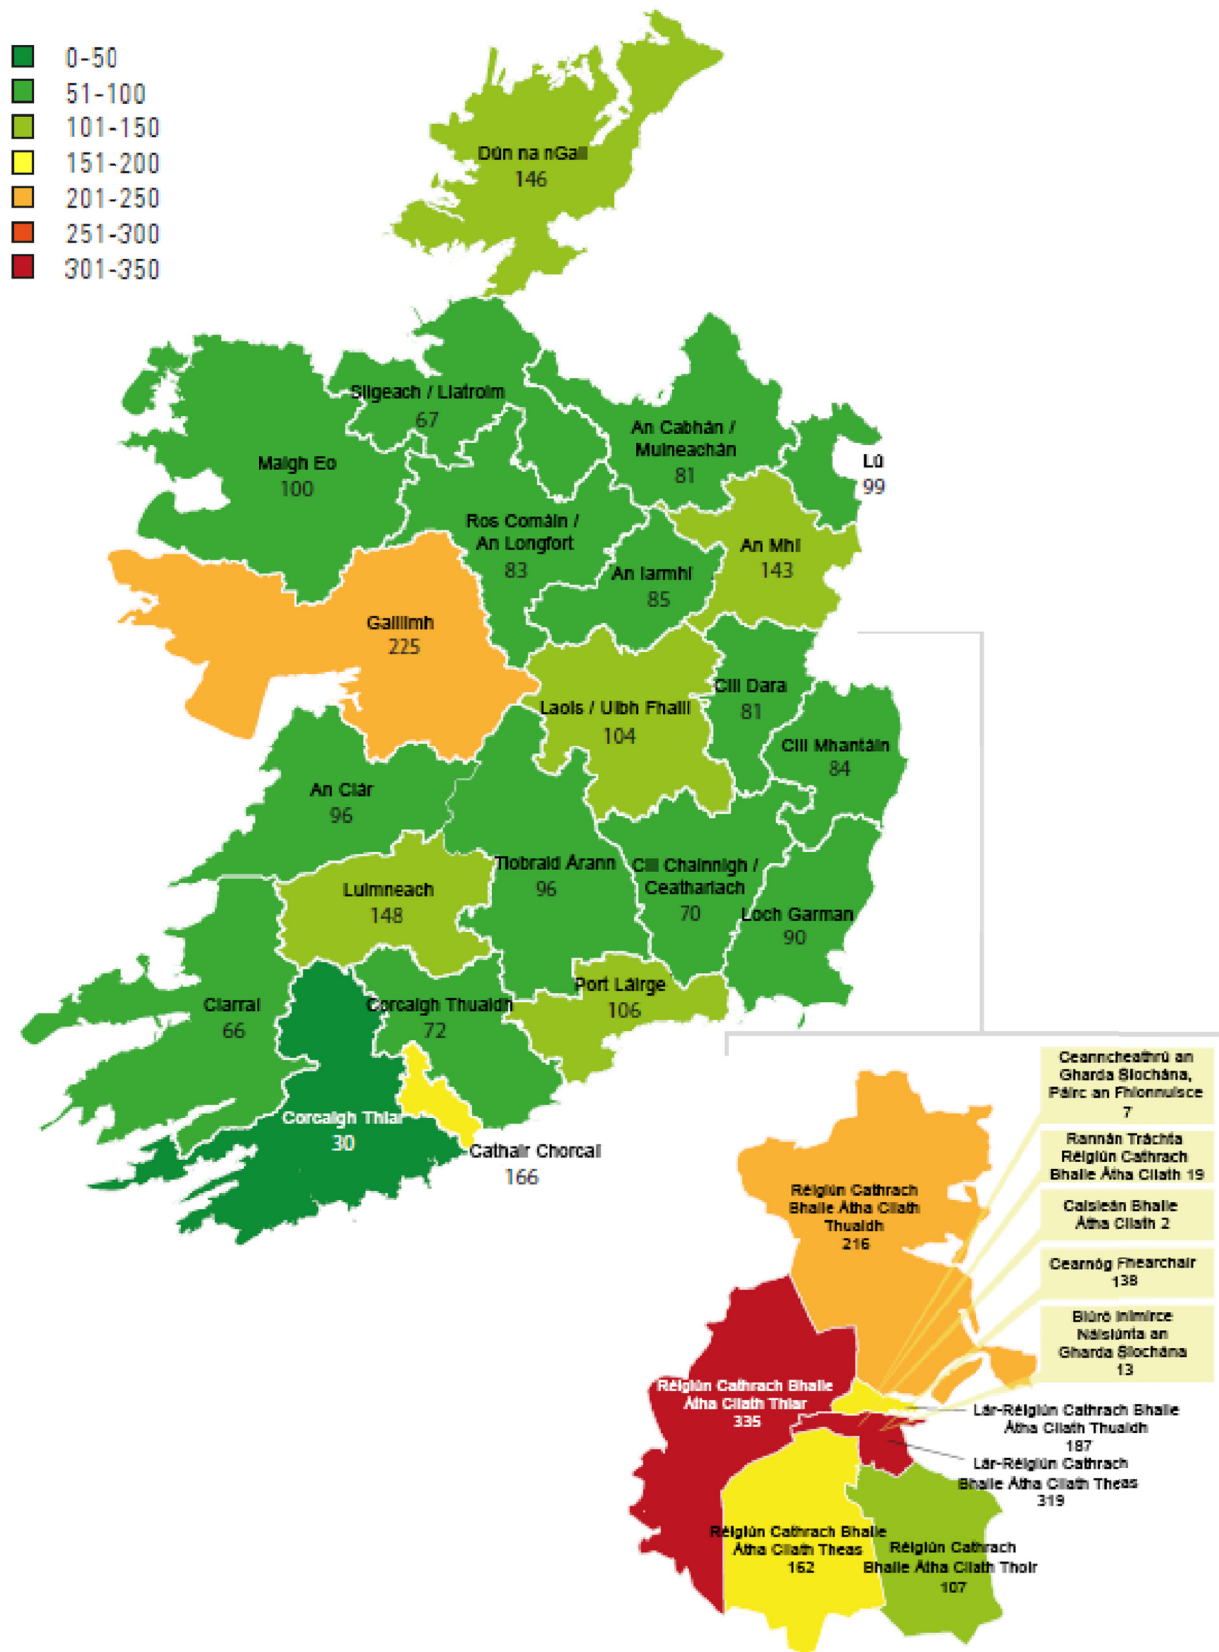 0-50
51-100
101-150
151-200
201-250
251-300
301-350
Dún na nGall
146
Sligeach / Liatroim
67
An Cabhán /
Muineachán
81
Lú
99
Maigh Eo
100
Ros Comáin /
An Longfort
83
An Mhí
143
An Iarmhí
85
Gaillimh
225
Laois / Uíbh Fhailí
104
Cill Dara
81
Cill Mhantáin
84
An Clár
96
Tiobraid Árann
96
Cill Chainnigh /
Ceatharlach
70
Luimneach
148
Loch Garman
90
Port Láirge
106
Ciarraí
66
Corcaigh Thuaidh
72
Corcaigh Thiar
30
Cathair Chorcaí
166
Ceanncheathrú an
Gharda Síochána,
Páirc an Fhionnuisce
7
Rannán Tráchta
Réigiún Cathrach
Bhaile Átha Cliath 19
Caisleán Bhaile
Átha Cliath 2
Cearnóg Fhearchair
138
Biúró Inimirce
Náisiúnta an
Gharda Síochána
13
Réigiún Cathrach
Bhaile Átha Cliath
Thuaidh
216
Réigiún Cathrach Bhaile
Átha Cliath Thiar
335
Lár-Réigiún Cathrach Bhaile
Átha Cliath Thuaidh
187
Lár-Réigiún Cathrach
Bhaile Átha Cliath Theas
319
Réigiún Cathrach Bhaile
Átha Cliath Theas
162
Réigiún Cathrach
Bhaile Átha Cliath Thoir
107